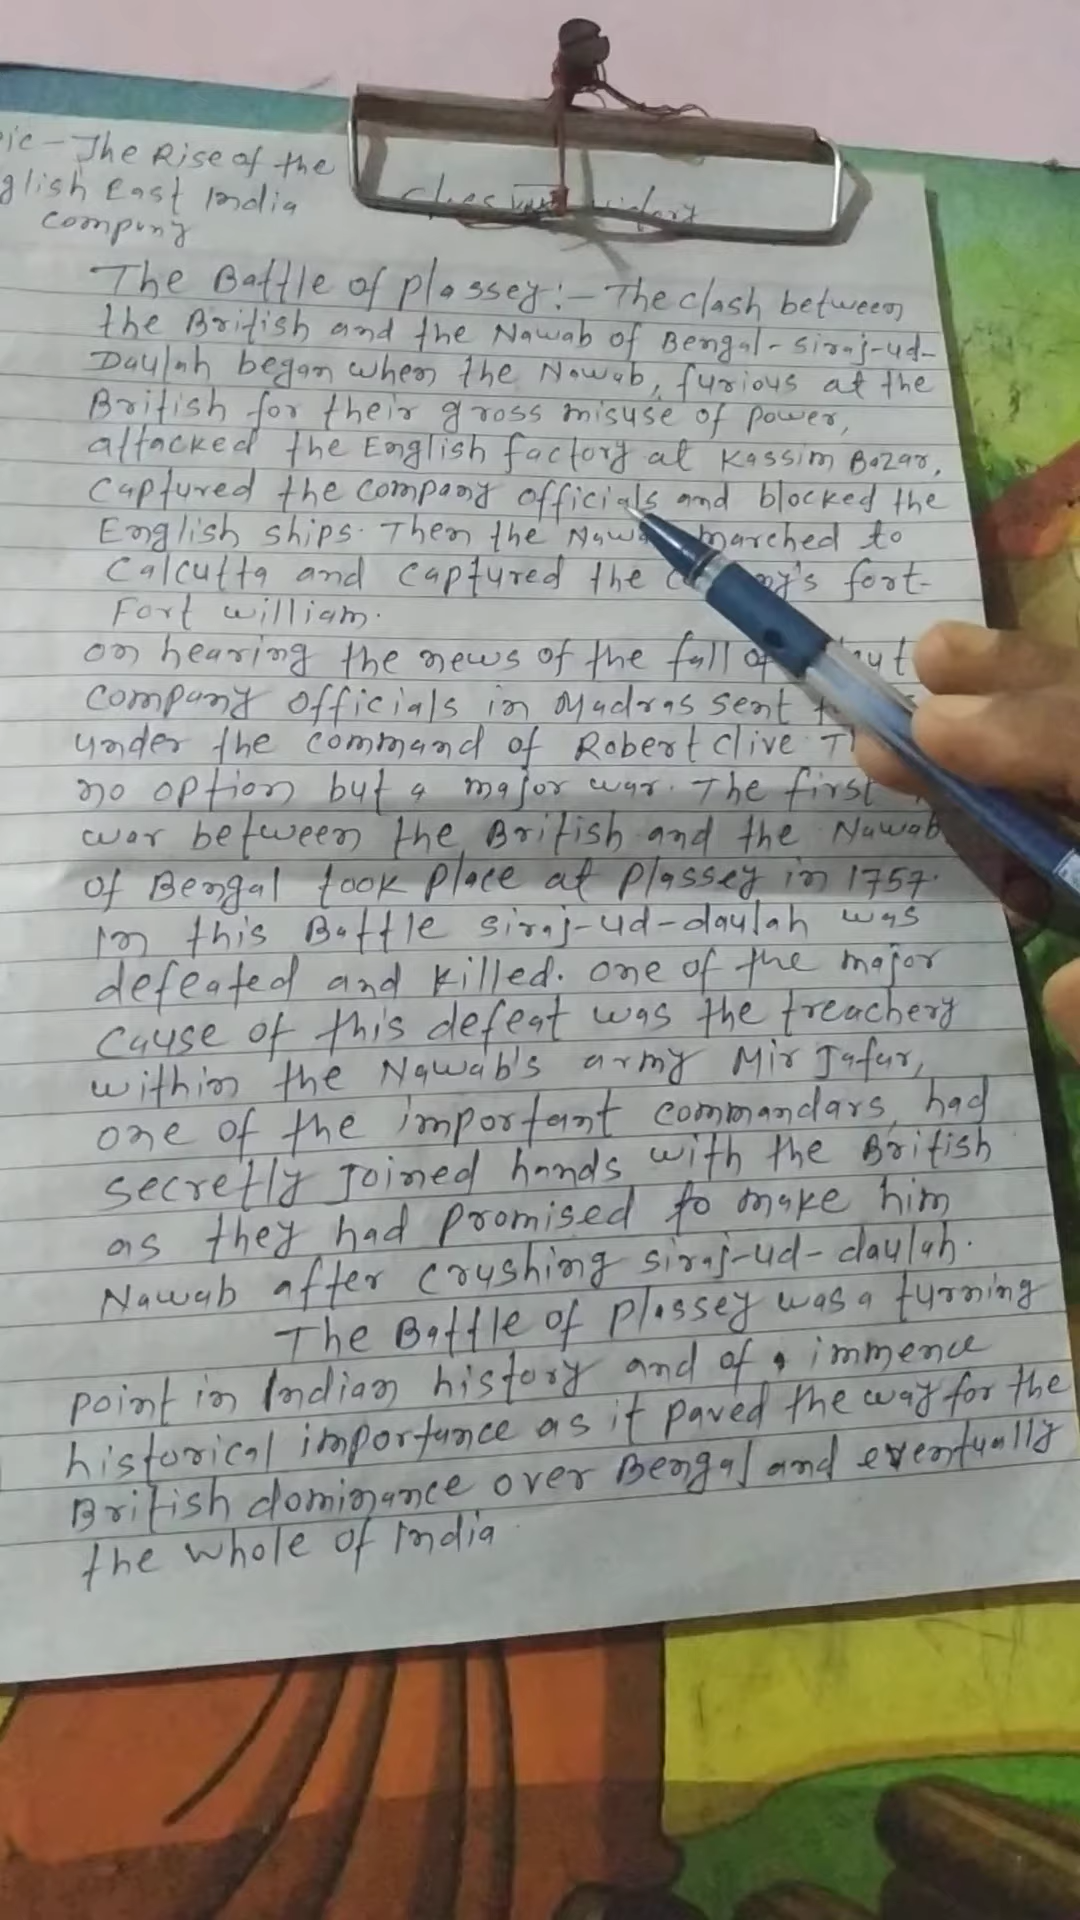 ic - The Rise of the
glish East India
company
class history
The Battle of plassey:- The clash between
the British and the Nawab of Bengal - siraj-ud-
Daulah began when the Nawab, furious at the
British for their gross misuse of power,
attacked the English factory at Kassim Bazar,
captured the company officials and blocked the
English ships. Then the Nawa marched to
Calcutta and captured the c ny's fort-
Fort william.
on hearing the news of the fall of cut
company officials in Madras sent
under the command of Robert clive. T
no option but a major war. The first
war between the British and the Nawab
of Bengal took place at plassey in 1757.
In this Battle siraj-ud-daulah was
defeated and killed. one of the major
cause of this defeat was the treachery
within the Nawab's army Mir Jafar,
one of the important commandars, had
secretly Joined hands with the British
as they had promised to make him
Nawab after crushing siraj-ud-daulah.
The Battle of plassey was a turning
point in Indian history and of immence
historical importance as it paved the way for the
British dominance over Bengal and eventually
the whole of India